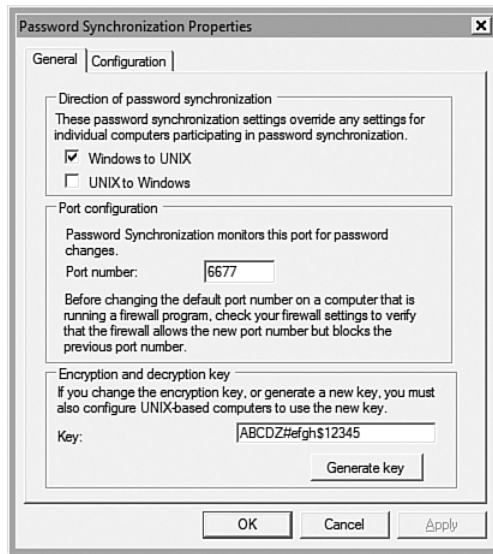 Password Synchronization Properties
General
Configuration
Direction of password synchronization
These password synchronization settings override any settings for
individual computers participating in password synchronization.
Windows to UNIX
UNIX to Windows
Port configuration
Password Synchronization monitors this port for password
changes.
Port number: 6677
Before changing the default port number on a computer that is
running a firewall program, check your firewall settings to verify
that the firewall allows the new port number but blocks the
previous port number.
Encryption and decryption key
If you change the encryption key, or generate a new key, you must
also configure UNIX-based computers to use the new key.
Key: ABCDZ#efgh$12345
Generate key
OK Cancel Apply